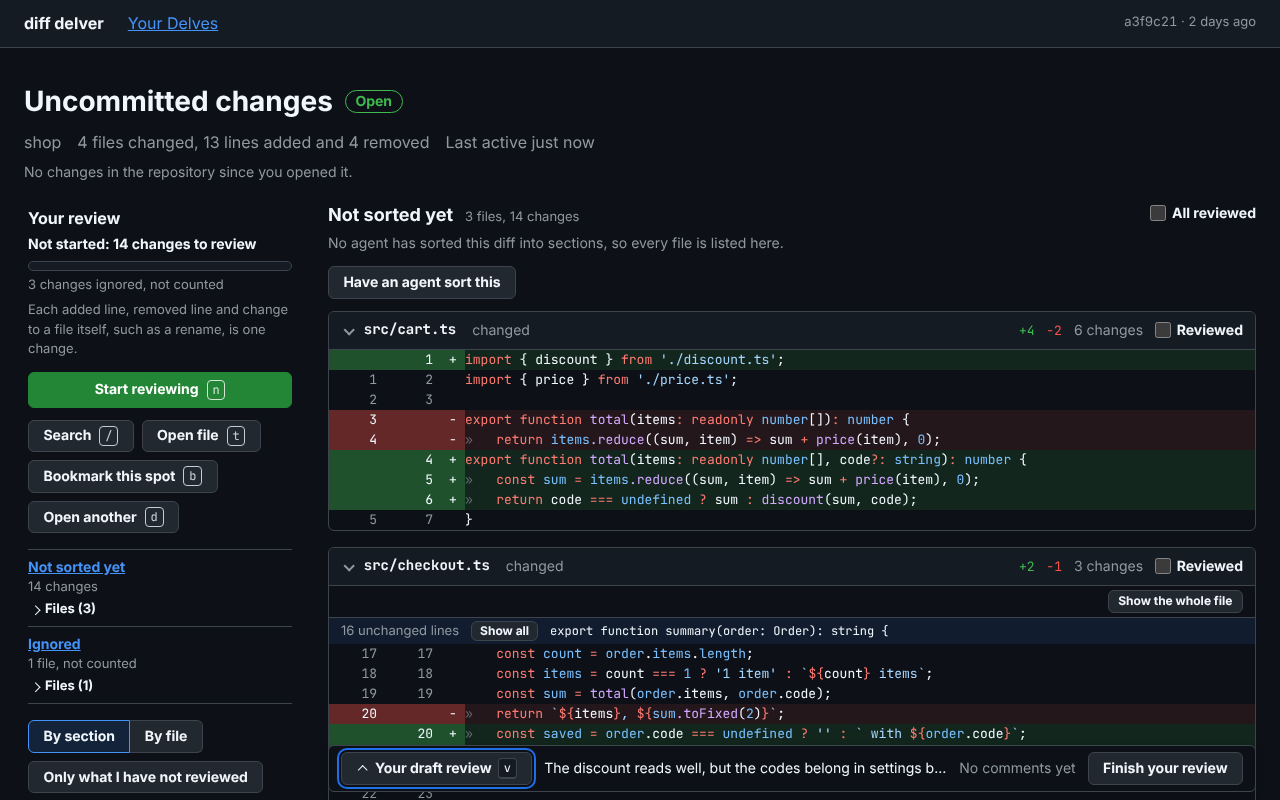 diff delver Your Delves a3f9c21 · 2 days ago
Uncommitted changes Open
shop 4 files changed, 13 lines added and 4 removed Last active just now
No changes in the repository since you opened it.
Your review
Not started: 14 changes to review
3 changes ignored, not counted
Each added line, removed line and change
to a file itself, such as a rename, is one
change.
Start reviewing n
Search / Open file t
Bookmark this spot b
Open another d
Not sorted yet
14 changes
Files (3)
Ignored
1 file, not counted
Files (1)
By section By file
Only what I have not reviewed
Not sorted yet 3 files, 14 changes All reviewed
No agent has sorted this diff into sections, so every file is listed here.
Have an agent sort this
src/cart.ts changed +4 -2 6 changes Reviewed
1 + import { discount } from './discount.ts';
1 2 import { price } from './price.ts';
2 3
3 - export function total(items: readonly number[]): number {
4 - » return items.reduce((sum, item) => sum + price(item), 0);
4 + export function total(items: readonly number[], code?: string): number {
5 + » const sum = items.reduce((sum, item) => sum + price(item), 0);
6 + » return code === undefined ? sum : discount(sum, code);
5 7 }
src/checkout.ts changed +2 -1 3 changes Reviewed
Show the whole file
16 unchanged lines Show all export function summary(order: Order): string {
17 17 const count = order.items.length;
18 18 const items = count === 1 ? '1 item' : `${count} items`;
19 19 const sum = total(order.items, order.code);
20 - » return `${items}, ${sum.toFixed(2)}`;
20 + » const saved = order.code === undefined ? '' : ` with ${order.code}`;
Your draft review v The discount reads well, but the codes belong in settings b… No comments yet Finish your review
22 23